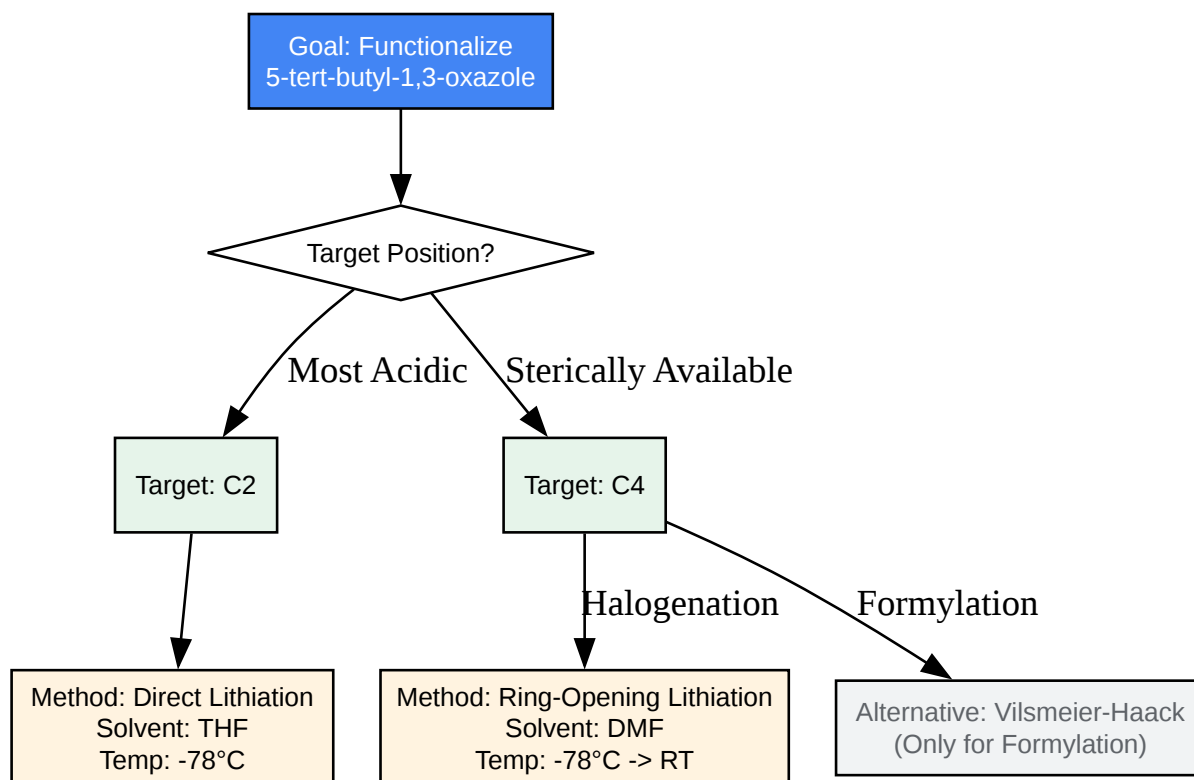 Goal: Functionalize
5-tert-butyl-1,3-oxazole
Target Position?
Most Acidic
Sterically Available
Target: C2
Target: C4
Halogenation
Formylation
Method: Direct Lithiation
Solvent: THF
Temp: -78°C
Method: Ring-Opening Lithiation
Solvent: DMF
Temp: -78°C -> RT
Alternative: Vilsmeier-Haack
(Only for Formylation)